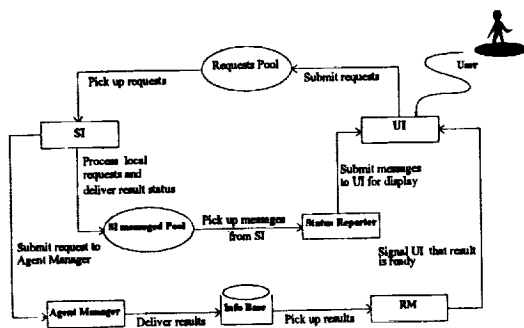 User
Requests Pool
Pick up requests
Submit requests
SI
UI
Process local
requests and
deliver result status
Submit messages
to UI for display
SI messaged Pool
Pick up messages
from SI
Status Reporter
Submit request to
Agent Manager
Signal UI that result
is ready
Agent Manager
Deliver results
Info Base
Pick up results
RM